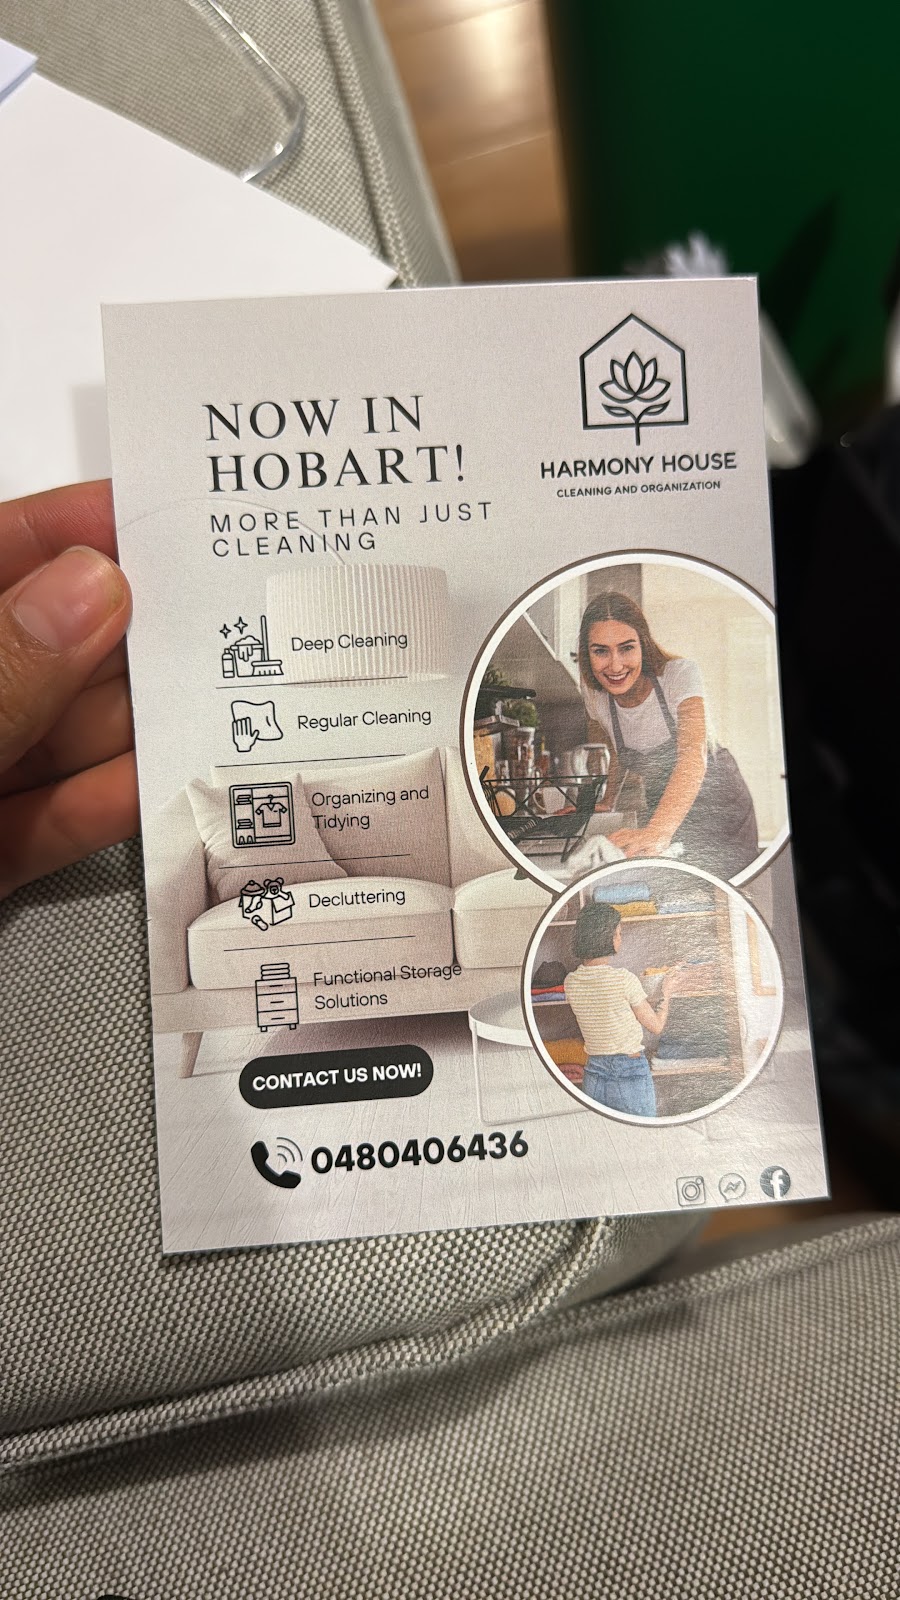 NOW IN
HOBART!
MORE THAN JUST
CLEANING
HARMONY HOUSE
CLEANING AND ORGANIZATION
Deep Cleaning
Regular Cleaning
Organizing and
Tidying
Decluttering
Functional Storage
Solutions
CONTACT US NOW!
0480406436